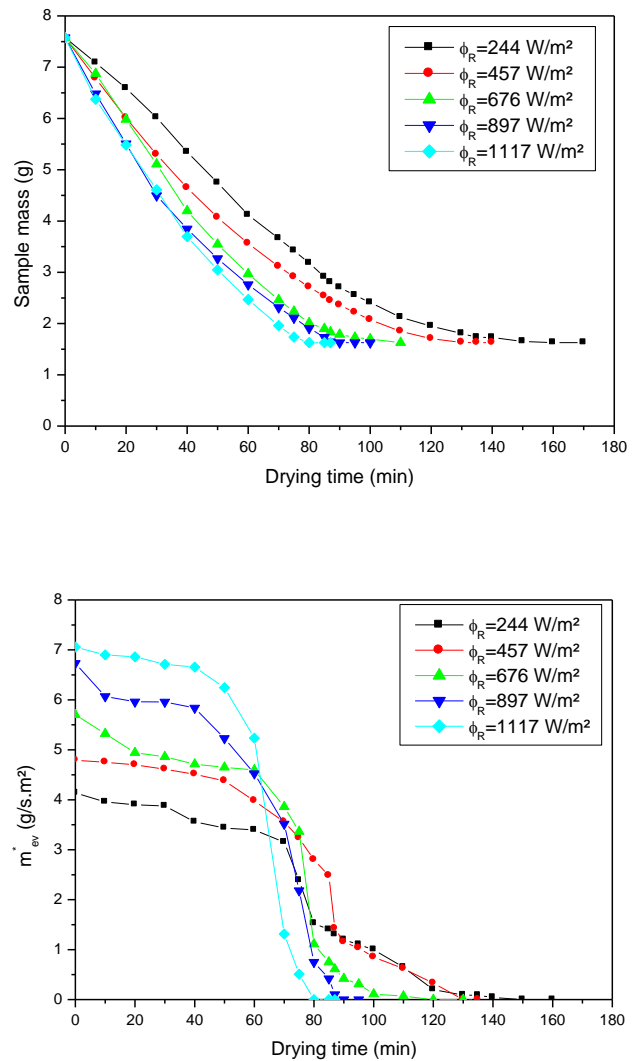 8
7
6
5
4
3
2
1
0
Sample mass (g)
ϕR=244 W/m²
ϕR=457 W/m²
ϕR=676 W/m²
ϕR=897 W/m²
ϕR=1117 W/m²
0 20 40 60 80 100 120 140 160 180
Drying time (min)
8
7
6
5
4
3
2
1
0
m*ev (g/s.m²)
ϕR=244 W/m²
ϕR=457 W/m²
ϕR=676 W/m²
ϕR=897 W/m²
ϕR=1117 W/m²
0 20 40 60 80 100 120 140 160 180
Drying time (min)